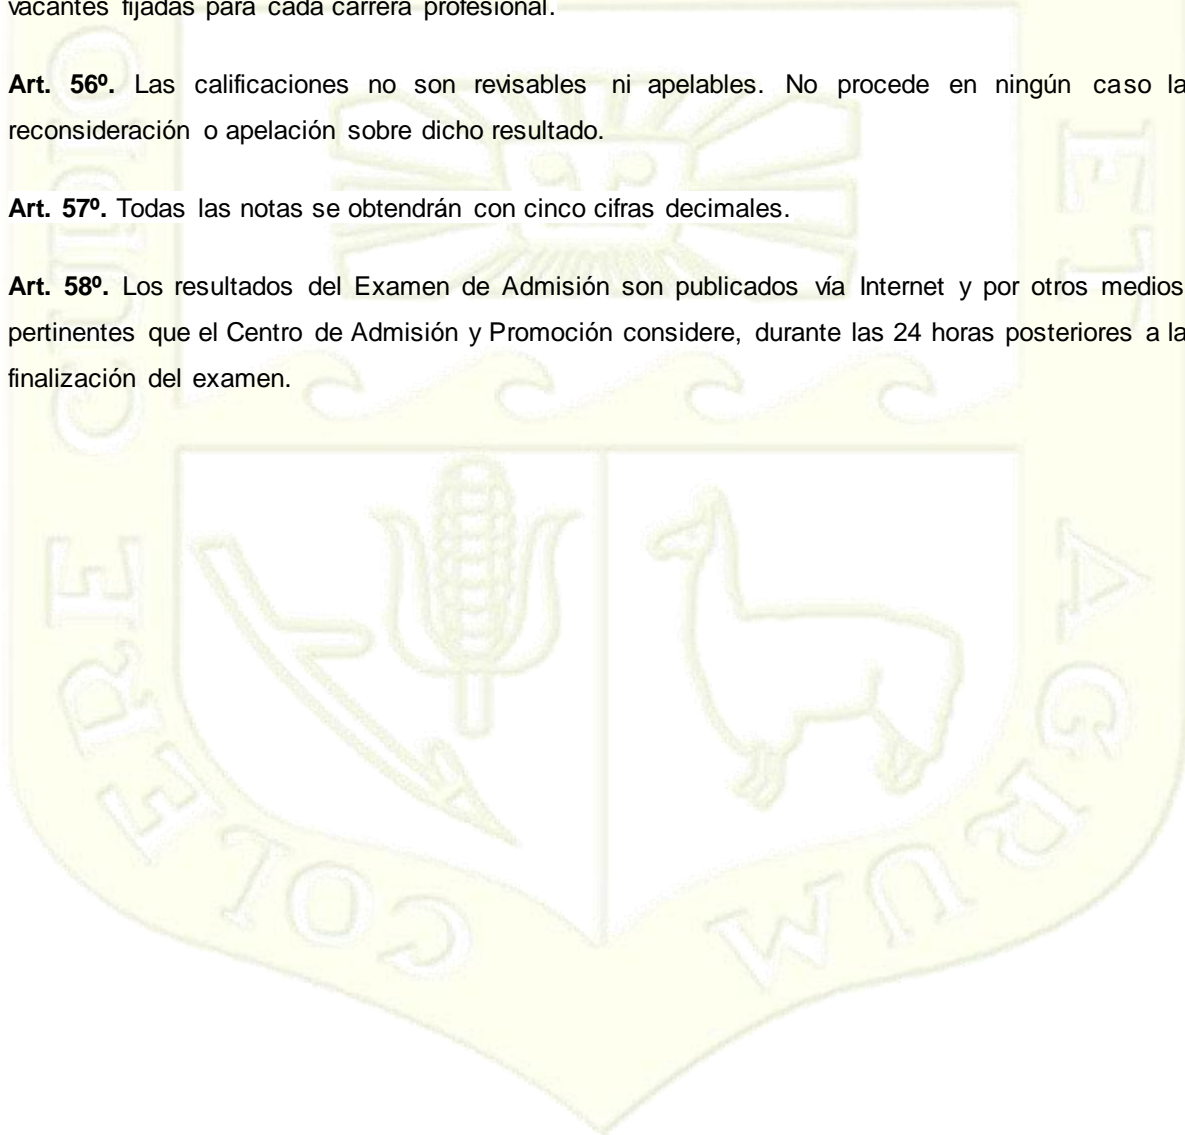 vacantes fijadas para cada carrera profesional.
Art. 56º. Las calificaciones no son revisables ni apelables. No procede en ningún caso la
reconsideración o apelación sobre dicho resultado.
Art. 57º. Todas las notas se obtendrán con cinco cifras decimales.
Art. 58º. Los resultados del Examen de Admisión son publicados vía Internet y por otros medios
pertinentes que el Centro de Admisión y Promoción considere, durante las 24 horas posteriores a la
finalización del examen.
COLERE
AGRUM
ET